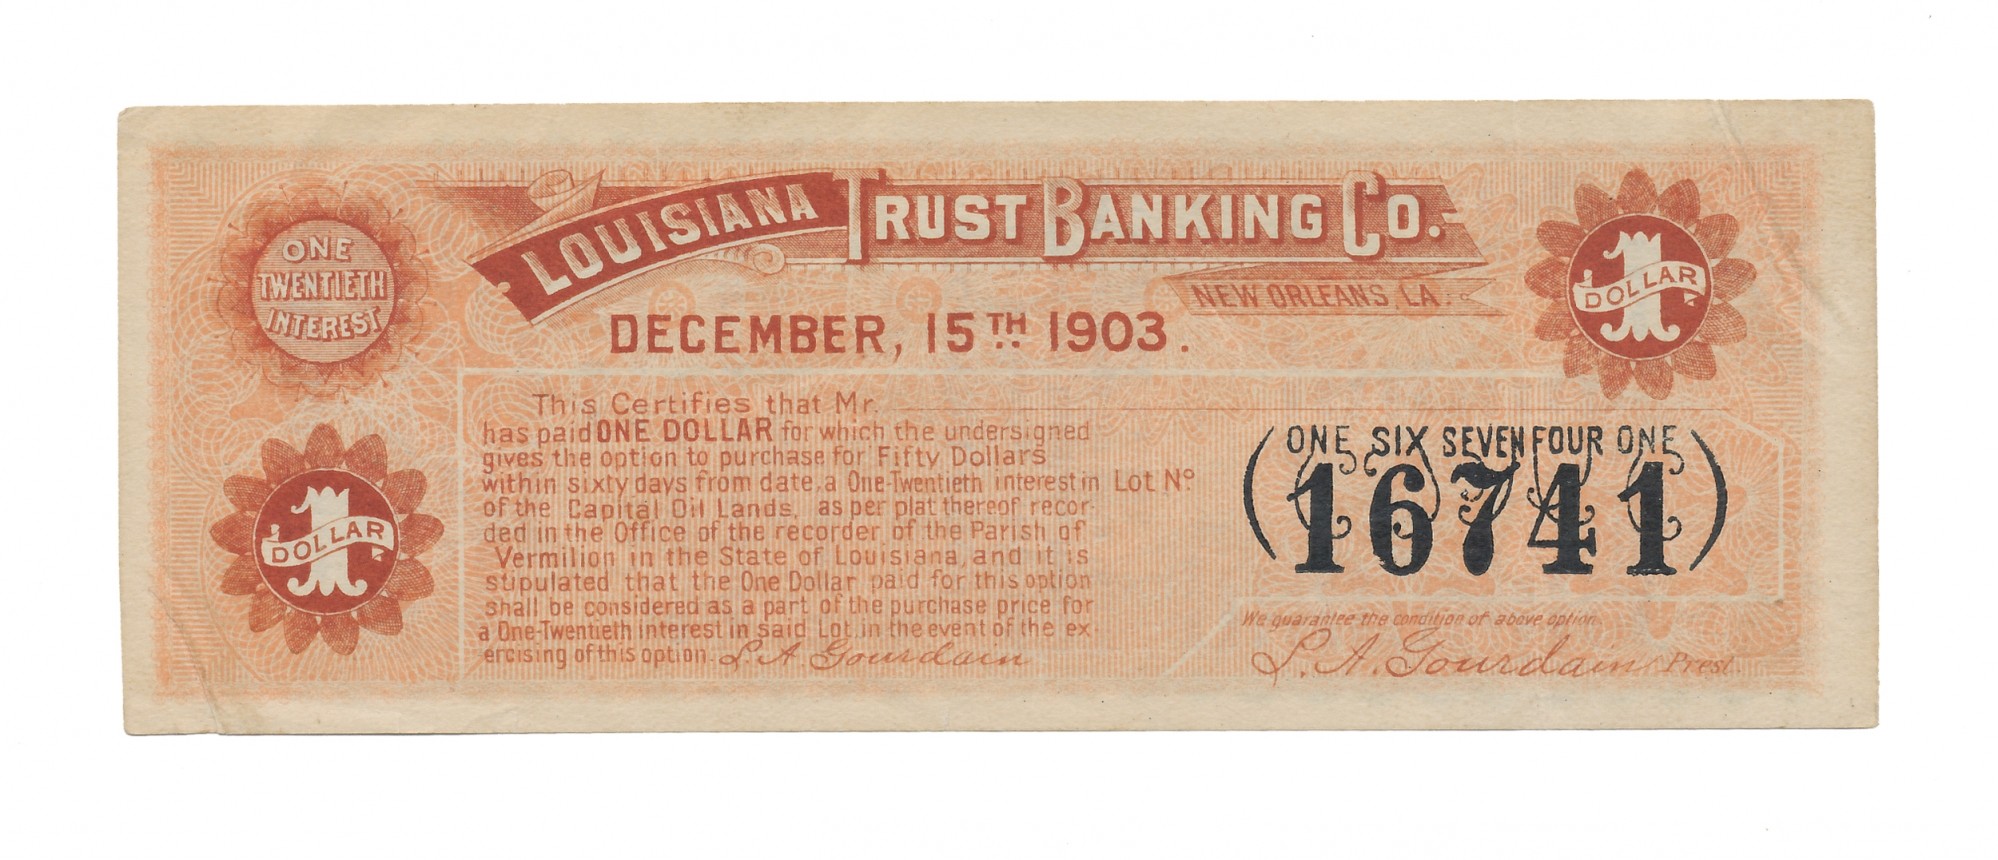 LOUISIANA TRUST BANKING CO.
NEW ORLEANS, LA.
DECEMBER, 15TH 1903.
ONE
TWENTIETH
INTEREST
1
DOLLAR
1
DOLLAR
This Certifies that Mr.
has paid ONE DOLLAR for which the undersigned
gives the option to purchase for Fifty Dollars
within sixty days from date, a One-Twentieth interest in Lot No
of the Capital Oil Lands, as per plat thereof recor-
ded in the Office of the recorder of the Parish of
Vermilion in the State of Louisiana, and it is
stipulated that the One Dollar paid for this option
shall be considered as a part of the purchase price for
a One-Twentieth interest in said Lot, in the event of the ex-
ercising of this option. L. A. Gourdain
(ONE SIX SEVEN FOUR ONE
16741)
We guarantee the condition of above option.
L. A. Gourdain Prest.